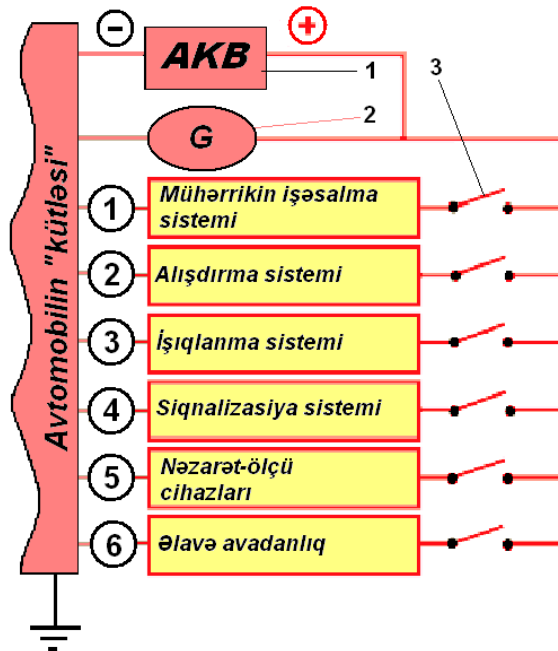 −
AKB
+
1
G
2
3
Avtomobilin "kütləsi"
1
Mühərrikin işəsalma
sistemi
2
Alışdırma sistemi
3
İşıqlanma sistemi
4
Siqnalizasiya sistemi
5
Nəzarət-ölçü
cihazları
6
Əlavə avadanlıq